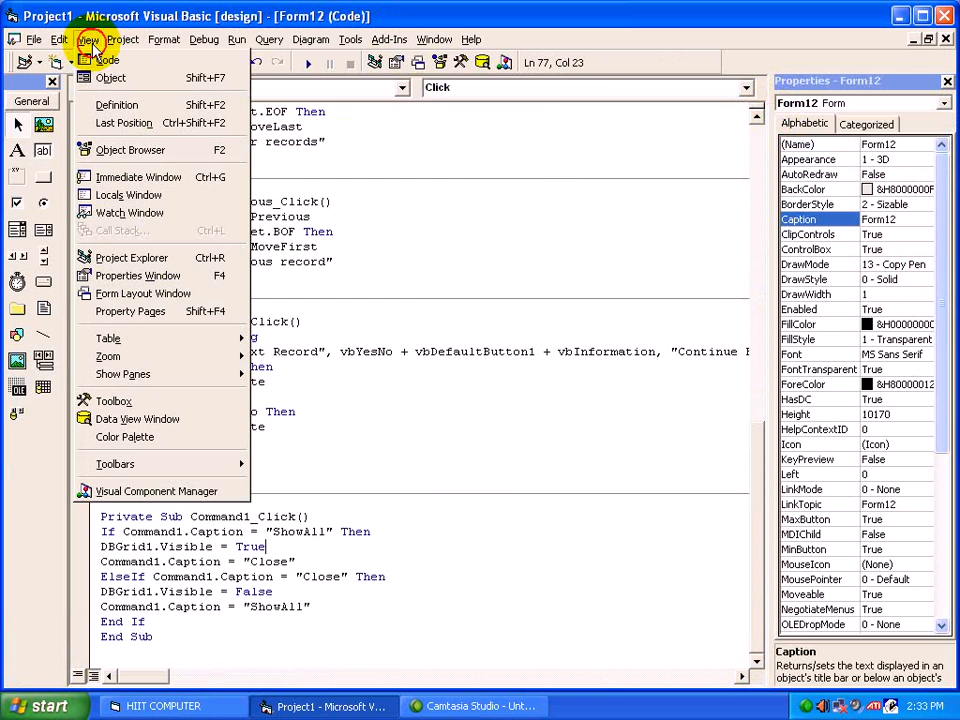 Project1 - Microsoft Visual Basic [design] - [Form12 (Code)]
File Edit View Project Format Debug Run Query Diagram Tools Add-Ins Window Help
Ln 77, Col 23
General
Code
Object Shift+F7
Definition Shift+F2
Last Position Ctrl+Shift+F2
Object Browser F2
Immediate Window Ctrl+G
Locals Window
Watch Window
Call Stack... Ctrl+L
Project Explorer Ctrl+R
Properties Window F4
Form Layout Window
Property Pages Shift+F4
Table
Zoom
Show Panes
Toolbox
Data View Window
Color Palette
Toolbars
Visual Component Manager
Click
t.EOF Then
oveLast
r records"
ous_Click()
Previous
et.BOF Then
MoveFirst
ous record"
Click()
g
xt Record", vbYesNo + vbDefaultButton1 + vbInformation, "Continue
hen
te
o Then
te
Private Sub Command1_Click()
If Command1.Caption = "ShowAll" Then
DBGrid1.Visible = True
Command1.Caption = "Close"
ElseIf Command1.Caption = "Close" Then
DBGrid1.Visible = False
Command1.Caption = "ShowAll"
End If
End Sub
Properties - Form12
Form12 Form
Alphabetic Categorized
(Name) Form12
Appearance 1 - 3D
AutoRedraw False
BackColor &H8000000F
BorderStyle 2 - Sizable
Caption Form12
ClipControls True
ControlBox True
DrawMode 13 - Copy Pen
DrawStyle 0 - Solid
DrawWidth 1
Enabled True
FillColor &H0000000
FillStyle 1 - Transparent
Font MS Sans Serif
FontTransparent True
ForeColor &H8000001
HasDC True
Height 10170
HelpContextID 0
Icon (Icon)
KeyPreview False
Left 0
LinkMode 0 - None
LinkTopic Form12
MaxButton True
MDIChild False
MinButton True
MouseIcon (None)
MousePointer 0 - Default
Moveable True
NegotiateMenus True
OLEDropMode 0 - None
Caption
Returns/sets the text displayed in an object's title bar or below an object's
start
HIIT COMPUTER
Project1 - Microsoft V...
Camtasia Studio - Unt...
2:33 PM